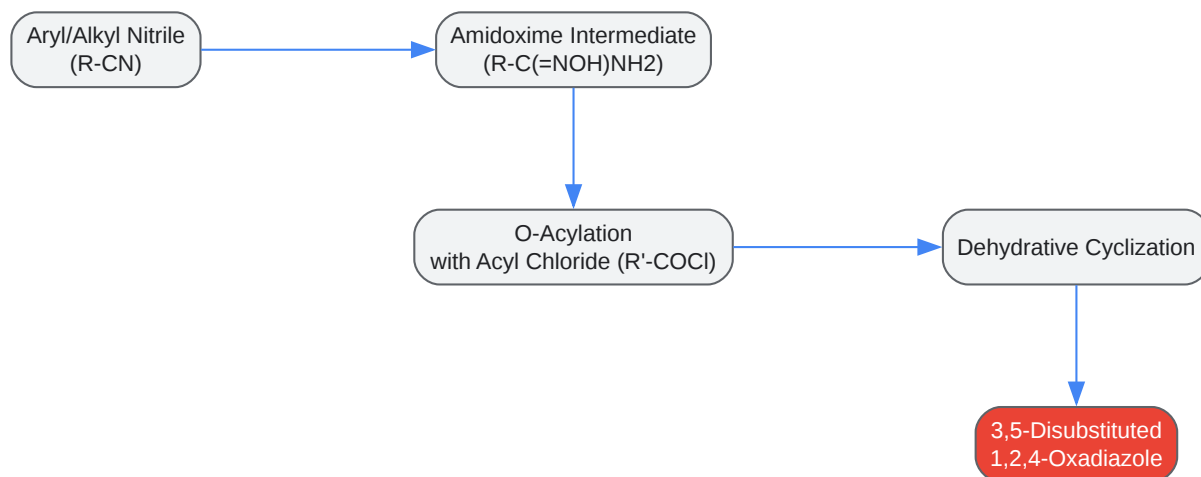 Aryl/Alkyl Nitrile
(R-CN)
Amidoxime Intermediate
(R-C(=NOH)NH2)
O-Acylation
with Acyl Chloride (R'-COCl)
Dehydrative Cyclization
3,5-Disubstituted
1,2,4-Oxadiazole